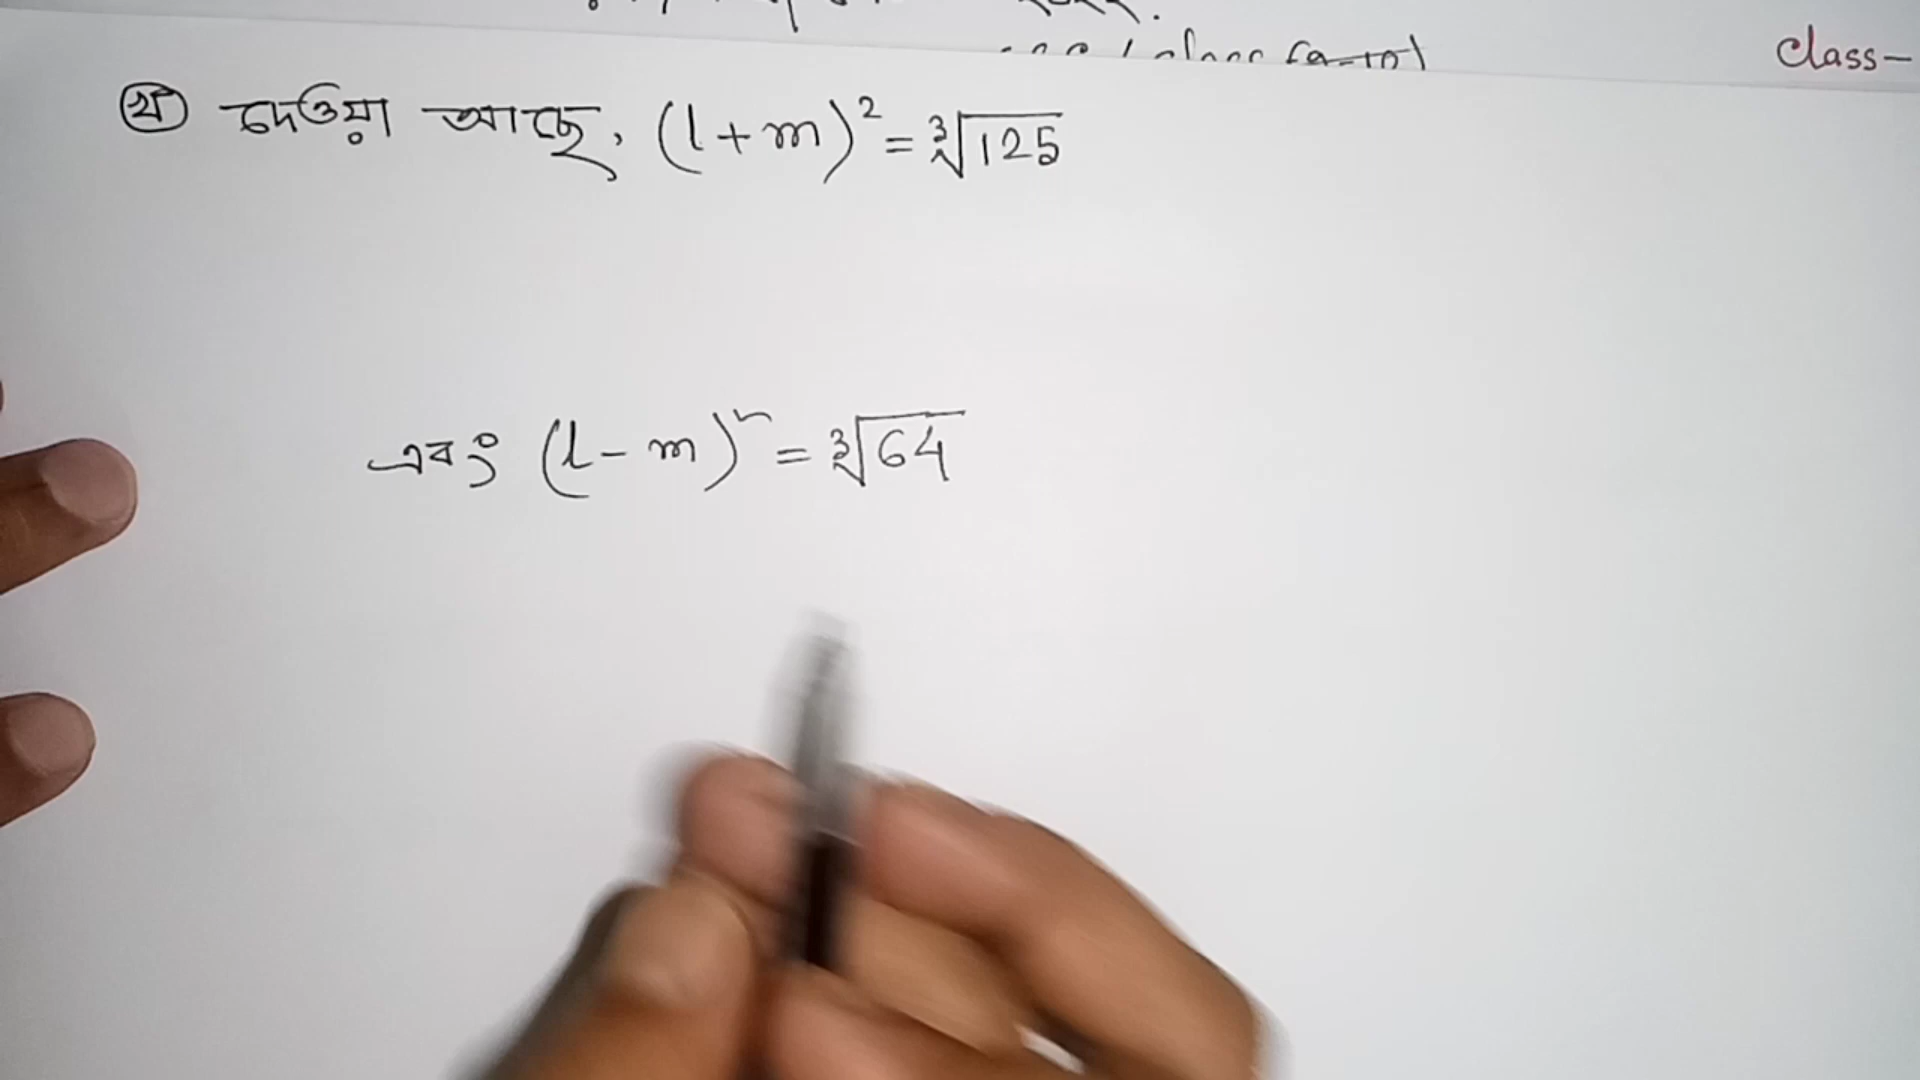 Class-
(খ) দেওয়া আছে, (l + m)² = ∛125
এবং (l - m)² = ∛64